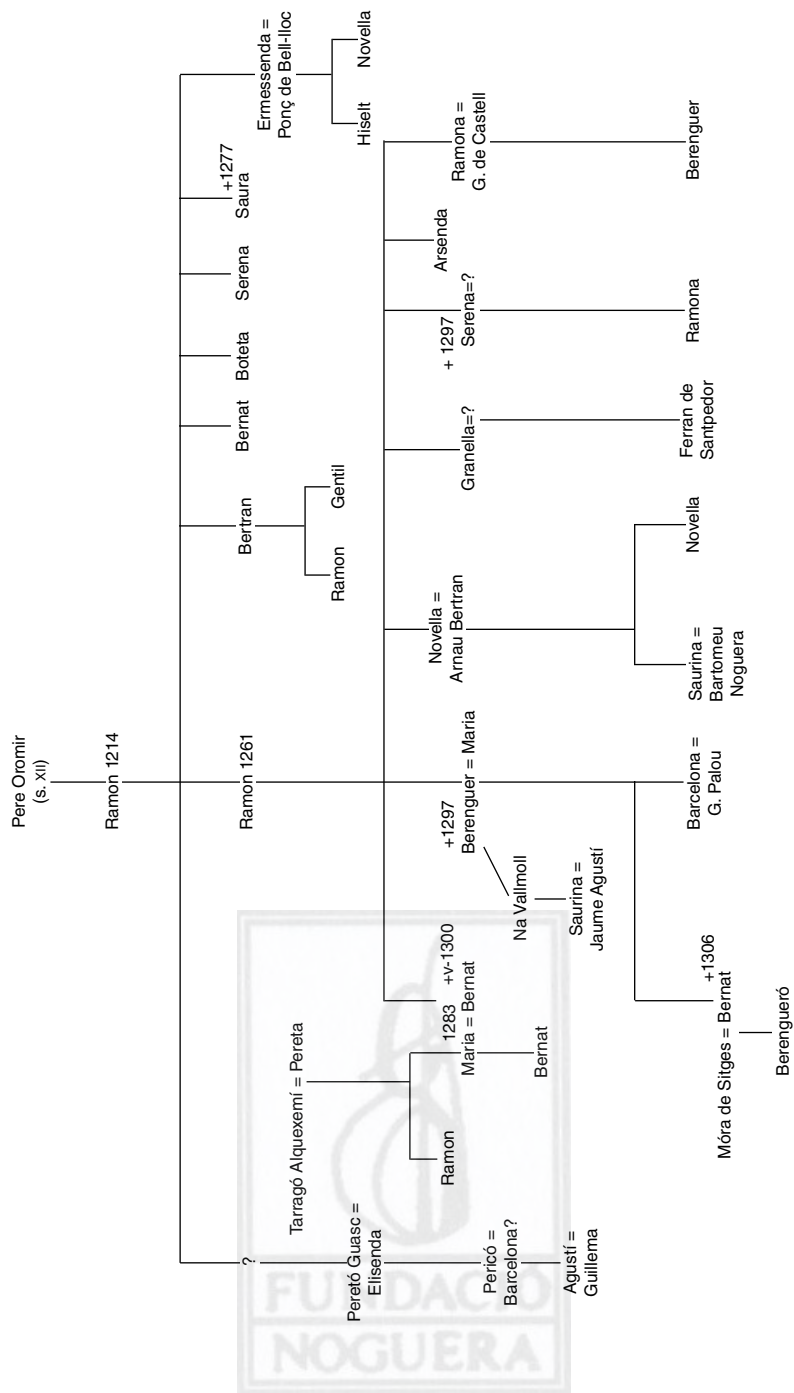 Pere Oromir
(s. XII)
Ramon 1214
?
Ramon 1261
Bertran
Bernat
Boteta
Serena
+1277
Saura
Ermessenda =
Ponç de Bell-lloc
Peretó Guasc =
Elisenda
Tarragó Alquexemí = Pereta
Ramon
Gentil
Hiselt
Novella
Pericó =
Barcelona?
Agustí =
Guillema
Ramon
1283
+v-1300
Maria = Bernat
Bernat
+1297
Berenguer = Maria
Na Vallmoll
Saurina =
Jaume Agustí
Novella =
Arnau Bertran
Granella=?
+ 1297
Serena=?
Arsenda
Ramona =
G. de Castell
+1306
Móra de Sitges = Bernat
Berengueró
Barcelona =
G. Palou
Saurina =
Bartomeu
Noguera
Novella
Ferran de
Santpedor
Ramona
Berenguer
FUNDACIÓ
NOGUERA